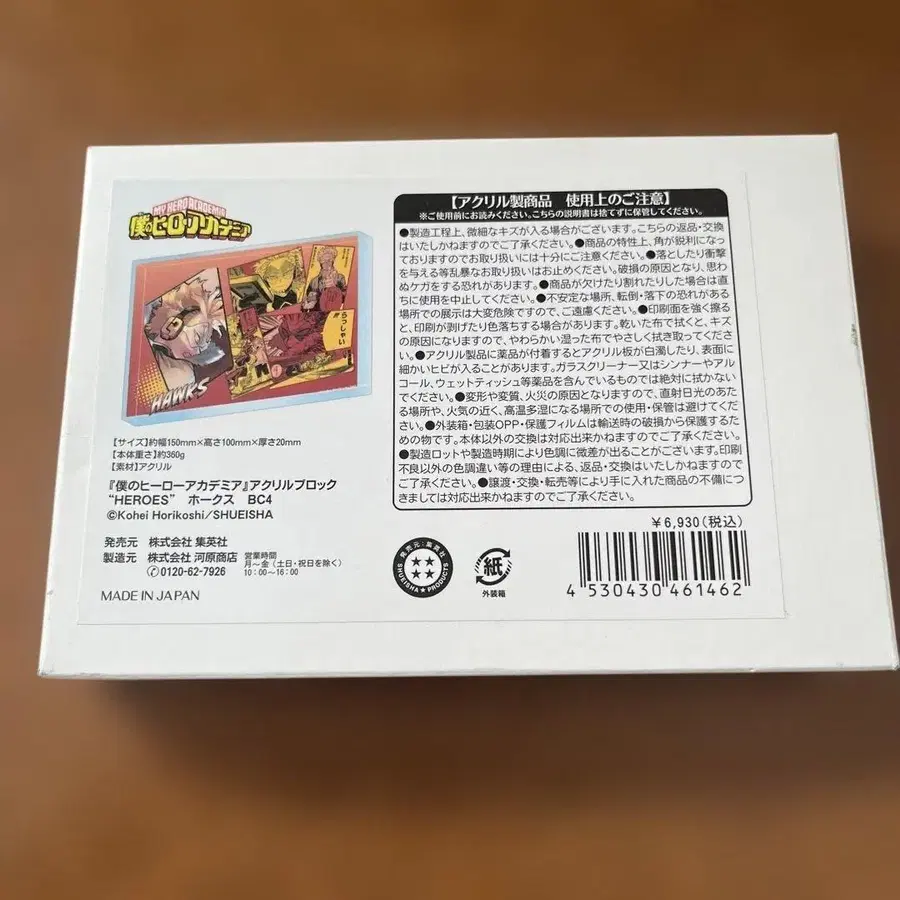 MY HERO ACADEMIA
僕のヒーローアカデミア
らっしゃい
HAWKS
【サイズ】約幅150mm×高さ100mm×厚さ20mm
【本体重さ】約360g
【素材】アクリル
『僕のヒーローアカデミア』アクリルブロック
“HEROES” ホークス BC4
©Kohei Horikoshi/SHUEISHA
発売元 株式会社 集英社
製造元 株式会社 河原商店
0120-62-7926
営業時間
月〜金（土日・祝日を除く）
10：00〜16：00
MADE IN JAPAN
【アクリル製商品 使用上のご注意】
※ご使用前にお読みください。こちらの説明書は捨てずに保管してください。
●製造工程上、微細なキズが入る場合がございます。こちらの返品・交換
はいたしかねますのでご了承ください。●商品の特性上、角が鋭利になっ
ておりますのでお取り扱いには十分にご注意ください。●落としたり衝撃
を与える等乱暴なお取り扱いはお止めください。破損の原因となり、思わ
ぬケガをする恐れがあります。●商品が欠けたり割れたりした場合は直
ちに使用を中止してください。●不安定な場所、転倒・落下の恐れがある
場所での展示は大変危険ですので、ご遠慮ください。●印刷面を強く擦る
と、印刷が剥げたり色落ちする場合があります。乾いた布で拭くと、キズ
の原因になりますので、やわらかい湿った布でやさしく拭き取ってくださ
い。●アクリル製品に薬品が付着するとアクリル板が白濁したり、表面に
細かいヒビが入ることがあります。ガラスクリーナー又はシンナーやアル
コール、ウェットティッシュ等薬品を含んでいるものでは絶対に拭かない
でください。●変形や変質、火災の原因となりますので、直射日光のあた
る場所や、火気の近く、高温多湿になる場所での使用・保管は避けてくだ
さい。●外装箱・包装OPP・保護フィルムは輸送時の破損から保護するた
めの物です。本体以外の交換は対応出来かねますのでご了承ください。
●製造ロットや製造時期により色調に微差が出ることがございます。印刷
不良以外の色調違い等の理由による、返品・交換はいたしかねますので
ご了承ください。●譲渡・交換・転売等により手に入れた商品の不備につ
きましては対応出来かねますのでご了承ください。
￥6,930(税込)
発売元：集英社
SHUEISHA★PRODUCTS
紙
外装箱
4 530430 461462